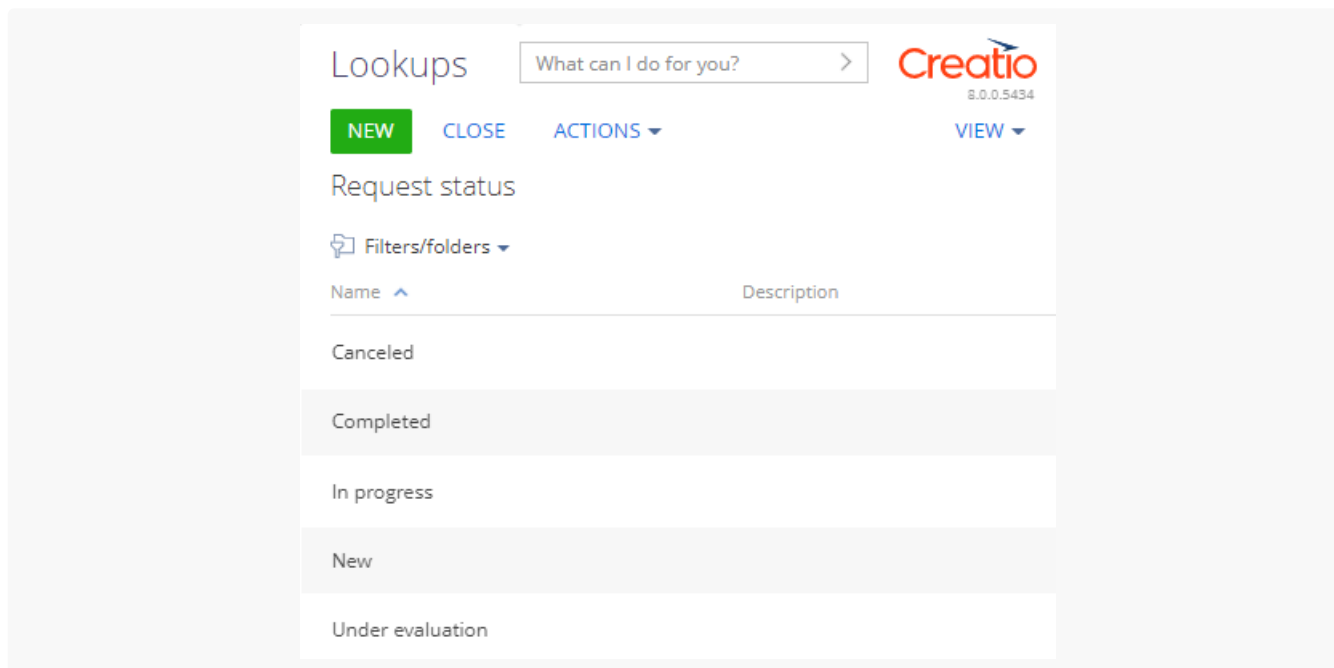 Lookups What can I do for you? Creatio
8.0.0.5434
NEW CLOSE ACTIONS VIEW
Request status
Filters/folders
Name Description
Canceled
Completed
In progress
New
Under evaluation